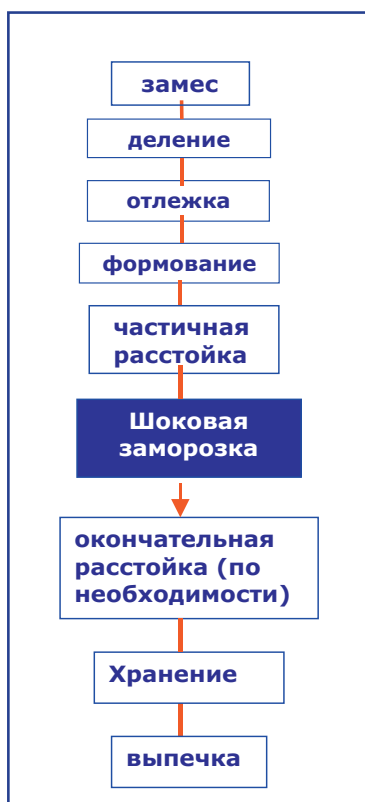 замес
деление
отлежка
формование
частичная
расстойка
Шоковая
заморозка
окончательная
расстойка (по
необходимости)
Хранение
выпечка